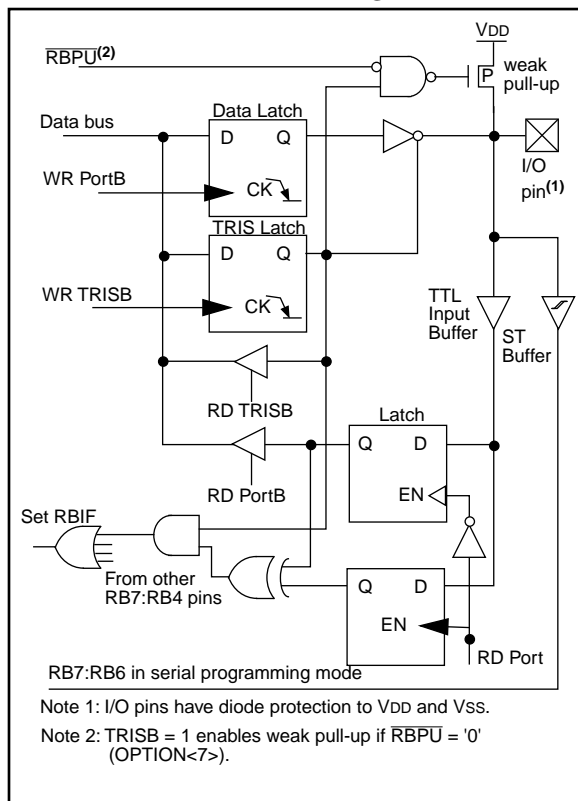 VDD
RBPU(2)
P
weak
pull-up
Data bus
Data Latch
D Q
WR PortB
CK
I/O
pin(1)
TRIS Latch
D Q
WR TRISB
CK
TTL
Input
Buffer
ST
Buffer
RD TRISB
Latch
Q D
RD PortB
EN
Set RBIF
From other
RB7:RB4 pins
Q D
EN
RD Port
RB7:RB6 in serial programming mode
Note 1: I/O pins have diode protection to VDD and VSS.
Note 2: TRISB = 1 enables weak pull-up if RBPU = '0'
(OPTION<7>).